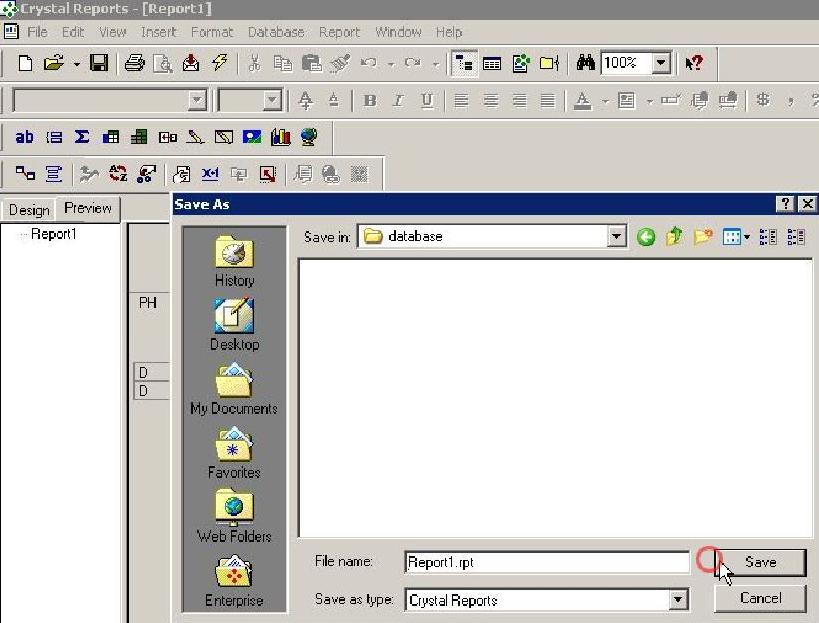 Crystal Reports - [Report1]
File Edit View Insert Format Database Report Window Help
100%
B I U $ , %
ab Σ
x+1
Design Preview
Save As
Report1
Save in: database
History
PH
Desktop
D
D
My Documents
Favorites
Web Folders
File name: Report1.rpt Save
Enterprise
Save as type: Crystal Reports Cancel